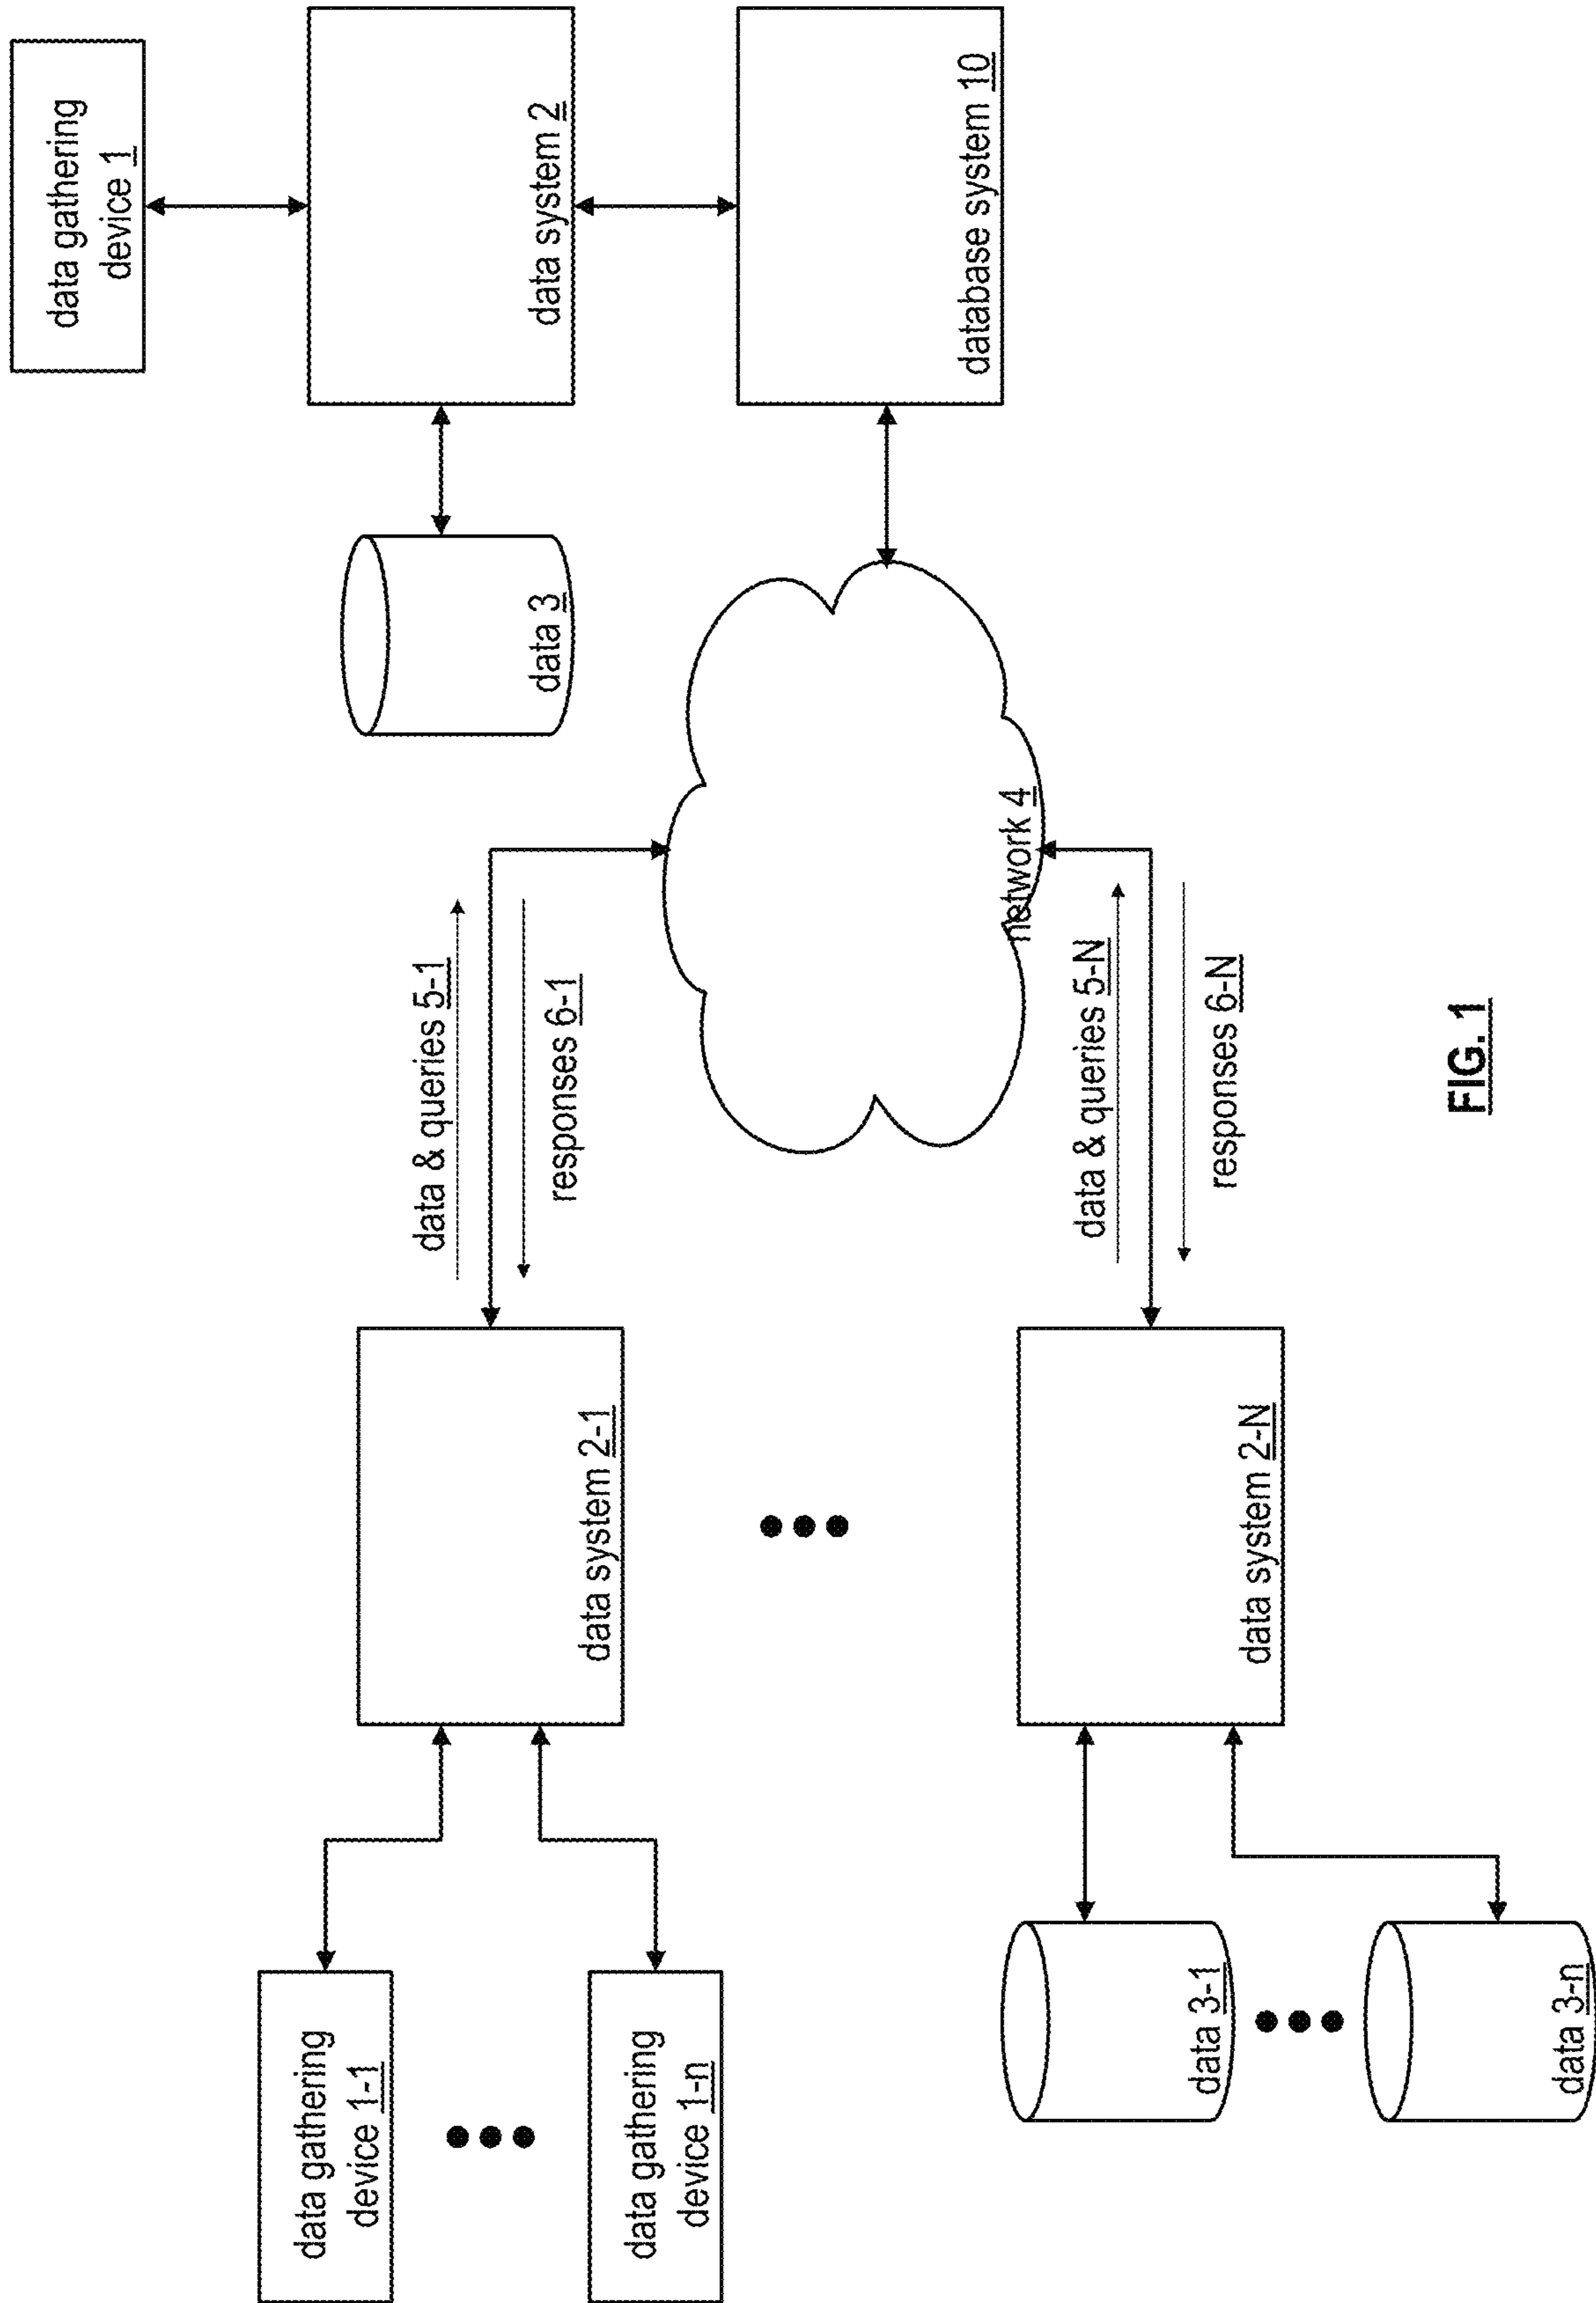 data gathering
device 1-1
data gathering
device 1-n
data system 2-1
data & queries 5-1
responses 6-1
data 3
data gathering
device 1
data system 2
database system 10
network 4
data 3-1
data 3-n
data system 2-N
data & queries 5-N
responses 6-N
FIG. 1